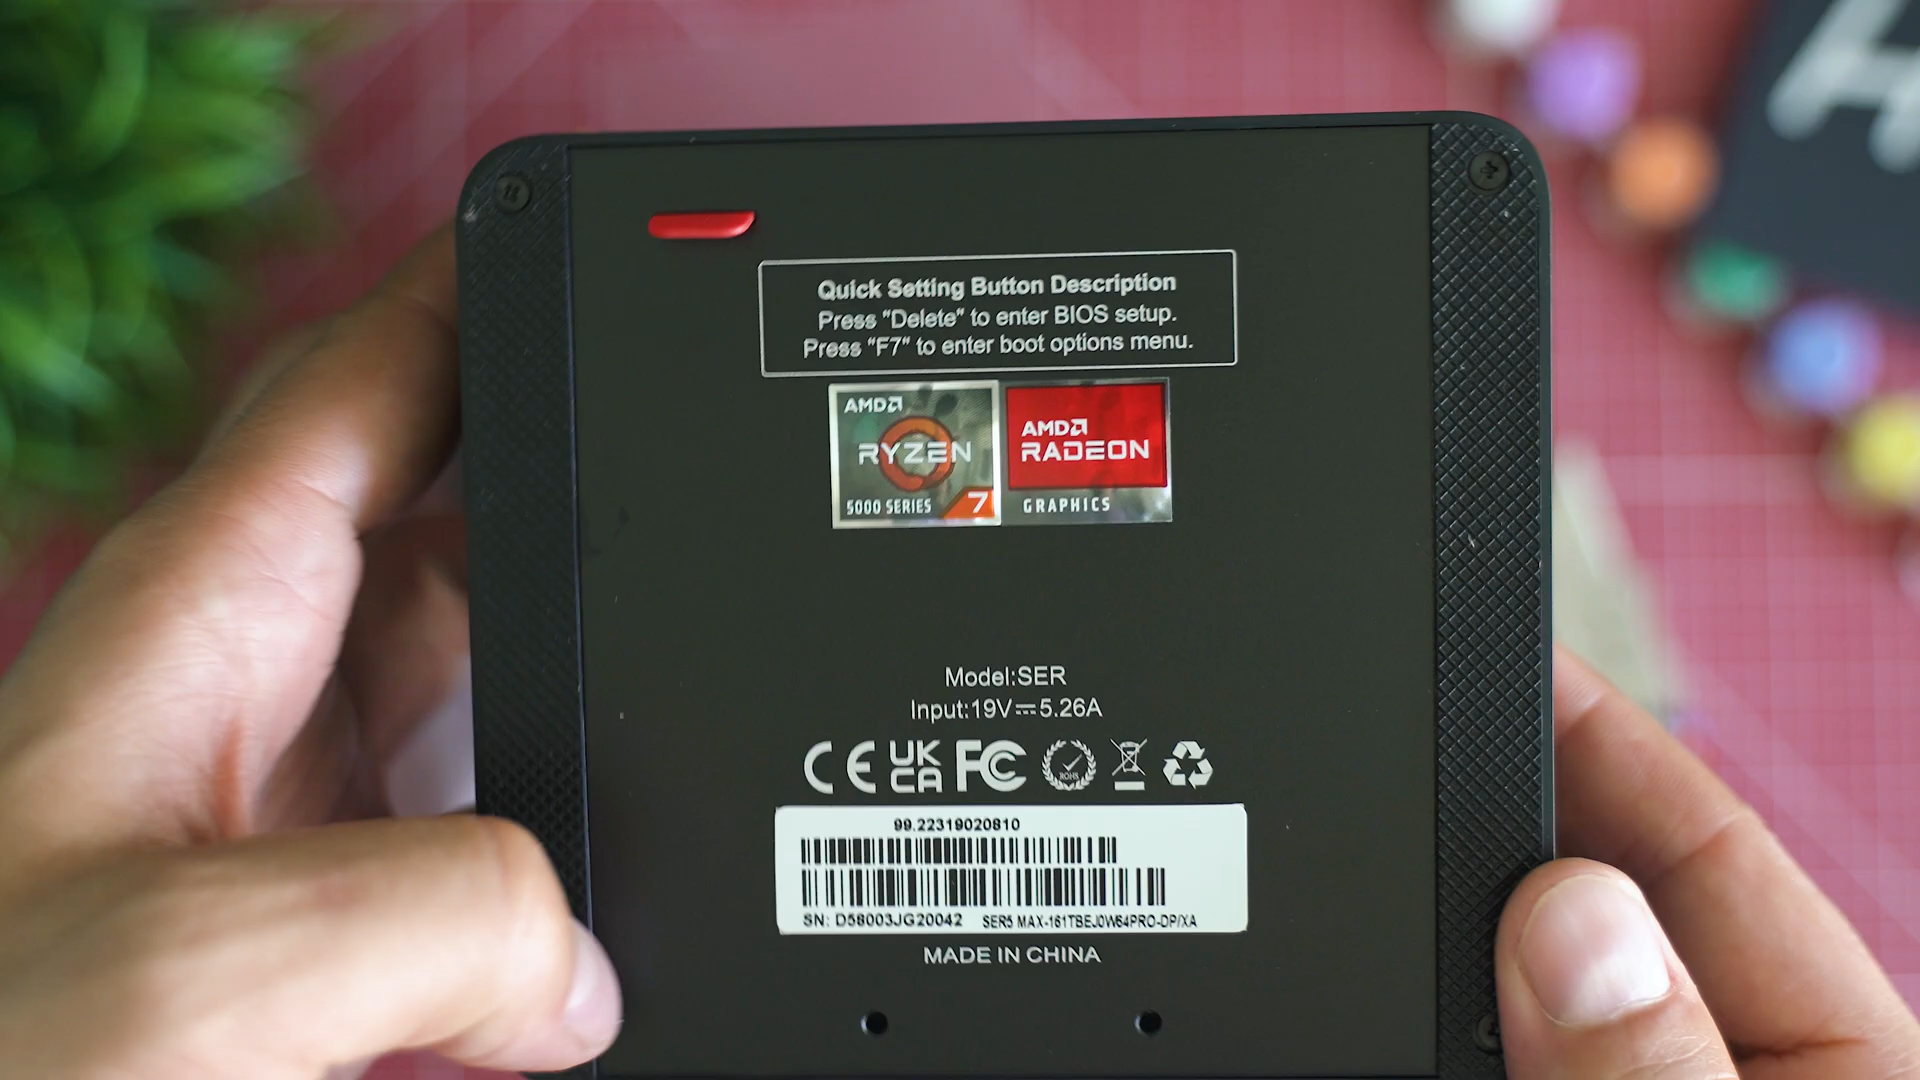 Quick Setting Button Description
Press "Delete" to enter BIOS setup.
Press "F7" to enter boot options menu.
AMD
RYZEN
5000 SERIES 7
AMD
RADEON
GRAPHICS
Model:SER
Input:19V⎓5.26A
CE UKCA FC ROHS
99.22319020810
SN: D58003JG20042 SER5 MAX-161TBEJ0W64PRO-DP/XA
MADE IN CHINA